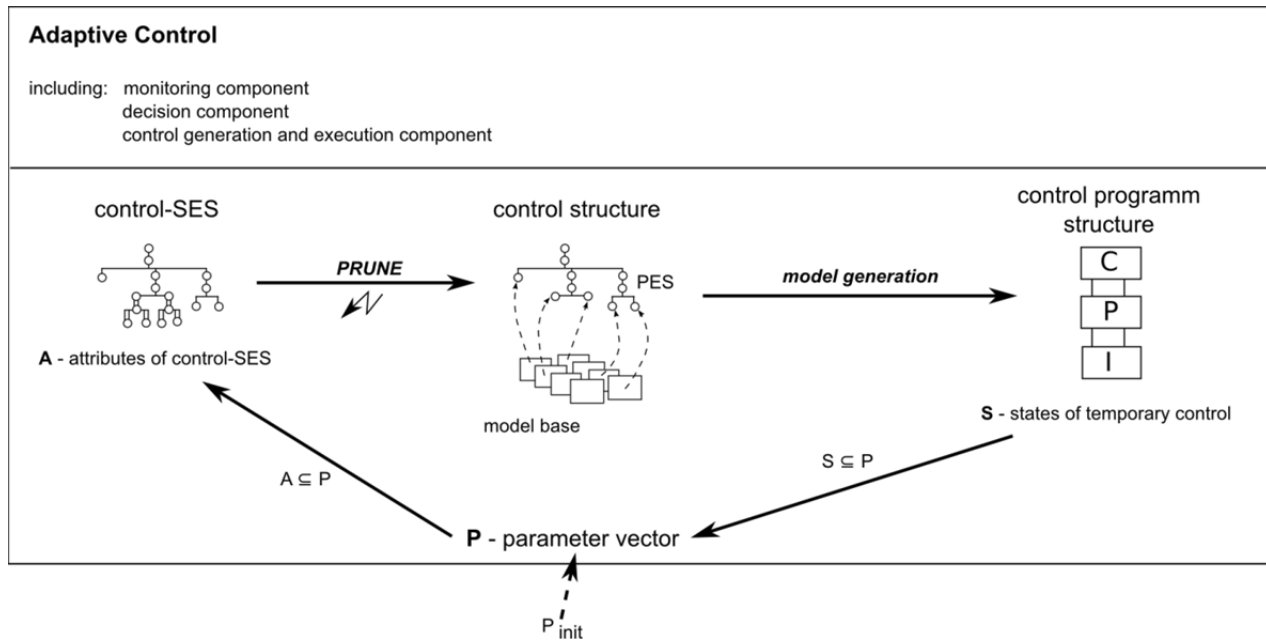 Adaptive Control
including: monitoring component
decision component
control generation and execution component
control-SES
control structure
control programm
structure
PRUNE
PES
model generation
C
P
I
A - attributes of control-SES
model base
S - states of temporary control
A ⊆ P
S ⊆ P
P - parameter vector
P init